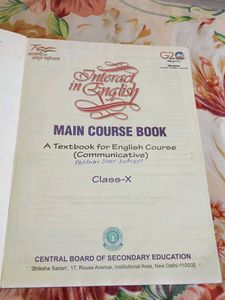 G20
Interact
in
English
MAIN COURSE BOOK
A Textbook for English Course
(Communicative)
Class-X
CENTRAL BOARD OF SECONDARY EDUCATION
'Shiksha Sadan', 17, Rouse Avenue, Institutional Area, New Delhi-110002